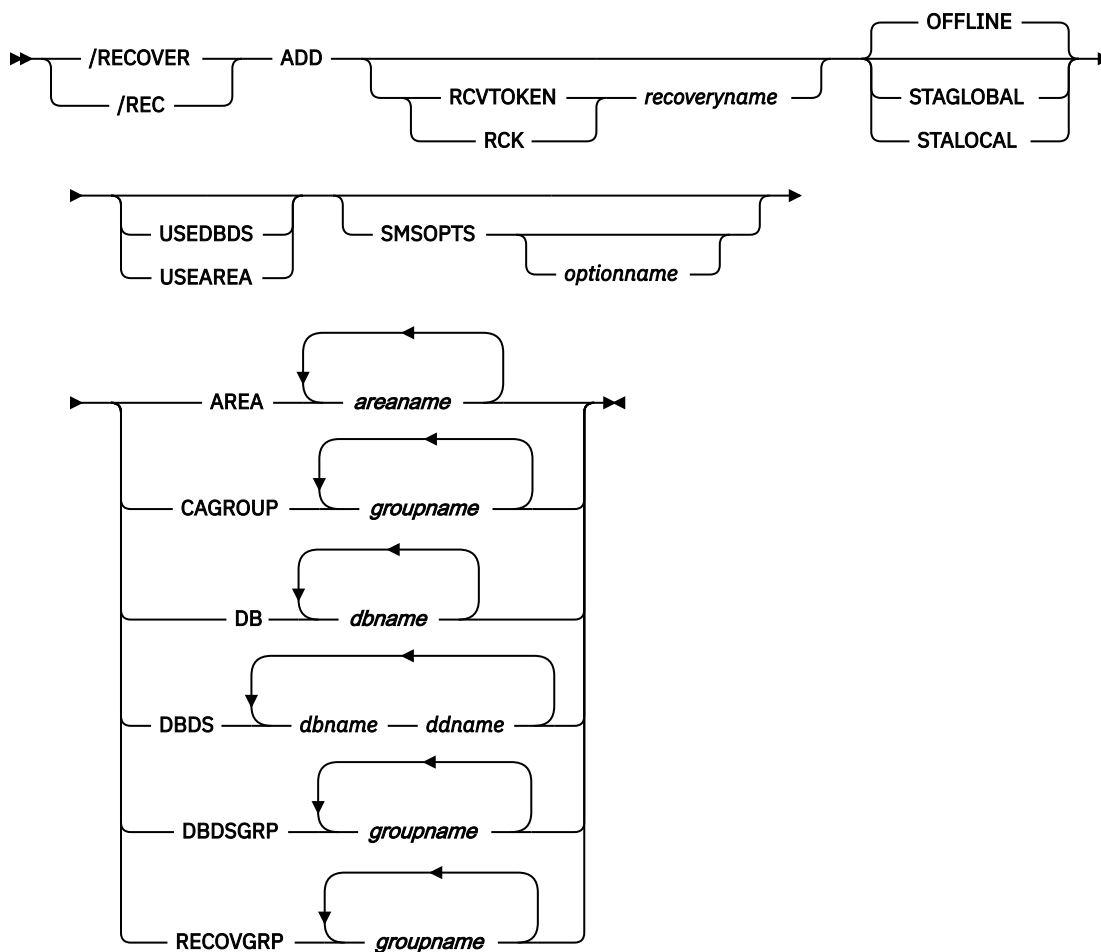 OFFLINE
/RECOVER ADD
/REC
RCVTOKEN recoveryname
RCK
STAGLOBAL
STALOCAL
USEDBDS
USEAREA
SMSOPTS
optionname
AREA areaname
CAGROUP groupname
DB dbname
DBDS dbname ddname
DBDSGRP groupname
RECOVGRP groupname